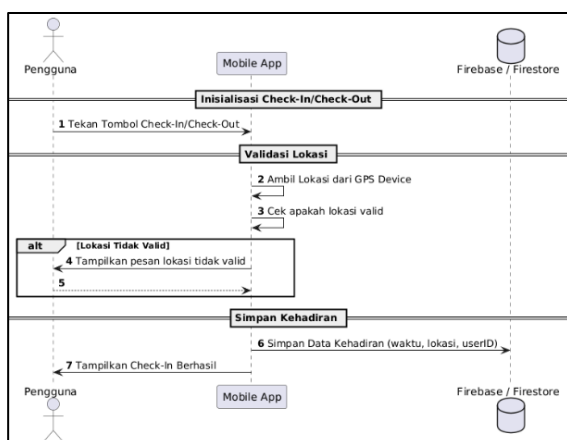 Pengguna
Mobile App
Firebase / Firestore
Inisialisasi Check-In/Check-Out
1 Tekan Tombol Check-In/Check-Out
Validasi Lokasi
2 Ambil Lokasi dari GPS Device
3 Cek apakah lokasi valid
alt [Lokasi Tidak Valid]
4 Tampilkan pesan lokasi tidak valid
5
Simpan Kehadiran
6 Simpan Data Kehadiran (waktu, lokasi, userID)
7 Tampilkan Check-In Berhasil
Pengguna
Mobile App
Firebase / Firestore